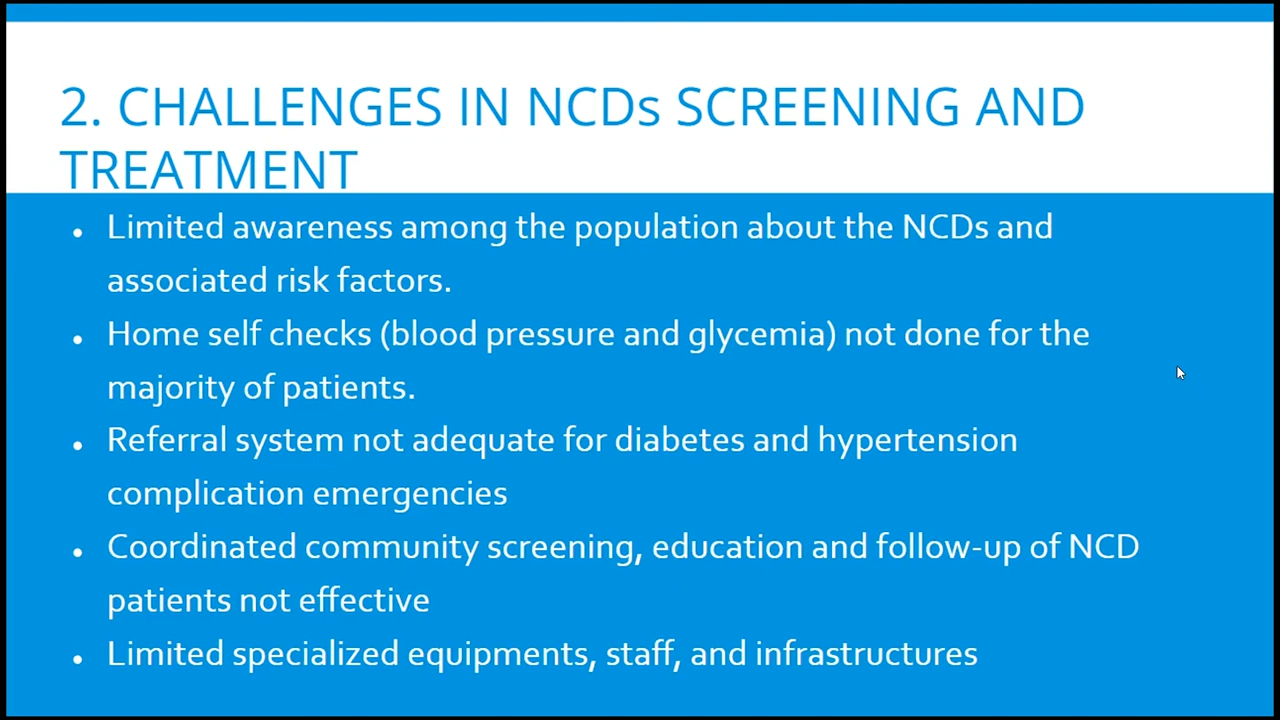 2. CHALLENGES IN NCDs SCREENING AND
TREATMENT
• Limited awareness among the population about the NCDs and
associated risk factors.
• Home self checks (blood pressure and glycemia) not done for the
majority of patients.
• Referral system not adequate for diabetes and hypertension
complication emergencies
• Coordinated community screening, education and follow-up of NCD
patients not effective
• Limited specialized equipments, staff, and infrastructures